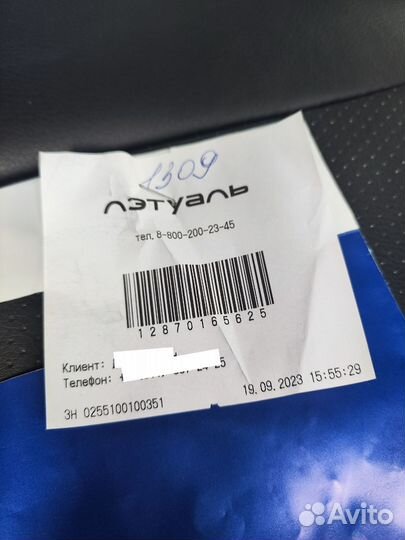 1309
ЛЭТУАЛЬ
тел. 8-800-200-23-45
12870165625
Клиент:
Телефон: +
19.09.2023 15:55:29
ЗН 0255100100351
Avito